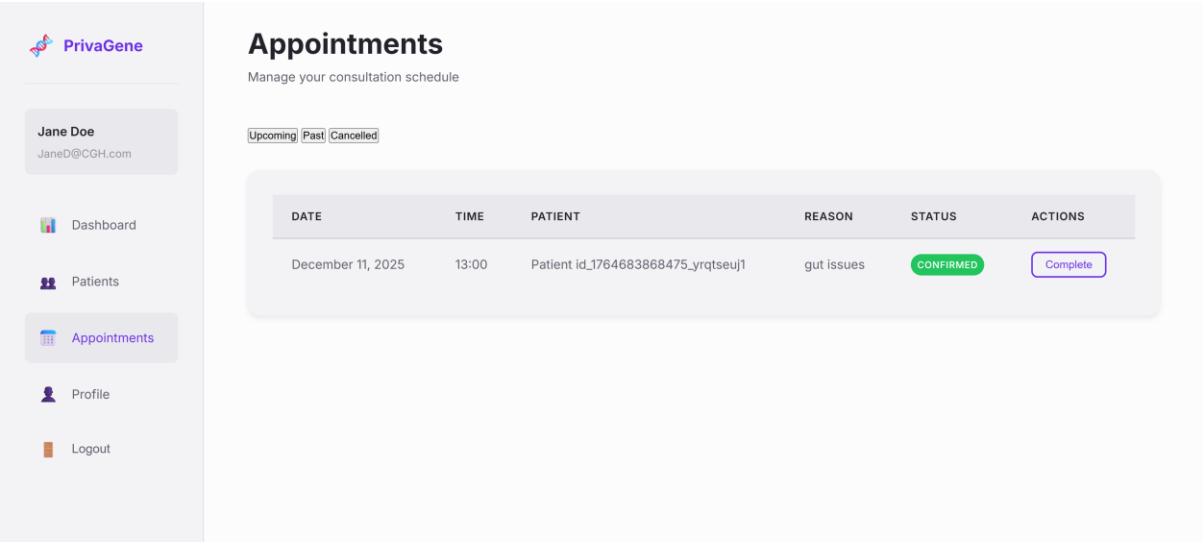 PrivaGene
Jane Doe
JaneD@CGH.com
Dashboard
Patients
Appointments
Profile
Logout
Appointments
Manage your consultation schedule
Upcoming Past Cancelled
DATE TIME PATIENT REASON STATUS ACTIONS
December 11, 2025 13:00 Patient id_1764683868475_yrqtseuj1 gut issues CONFIRMED Complete